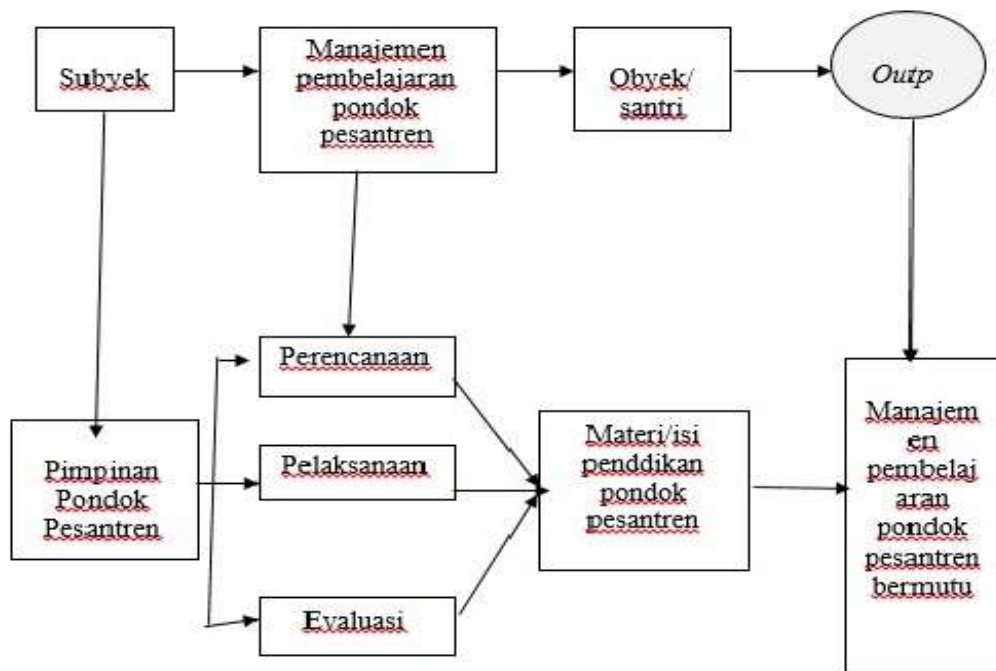 Subyek
Manajemen
pembelajaran
pondok
pesantren
Obyek/
santri
Outp
Perencanaan
Pimpinan
Pondok
Pesantren
Pelaksanaan
Evaluasi
Materi/isi
penddikan
pondok
pesantren
Manajem
en
pembelaj
aran
pondok
pesantren
bermutu